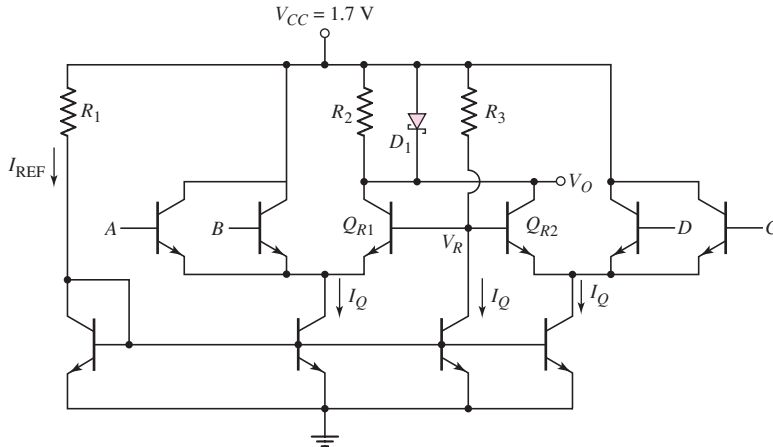 V_CC = 1.7 V
R_1
R_2
D_1
R_3
I_REF
V_O
A
B
Q_R1
V_R
Q_R2
D
C
I_Q
I_Q
I_Q